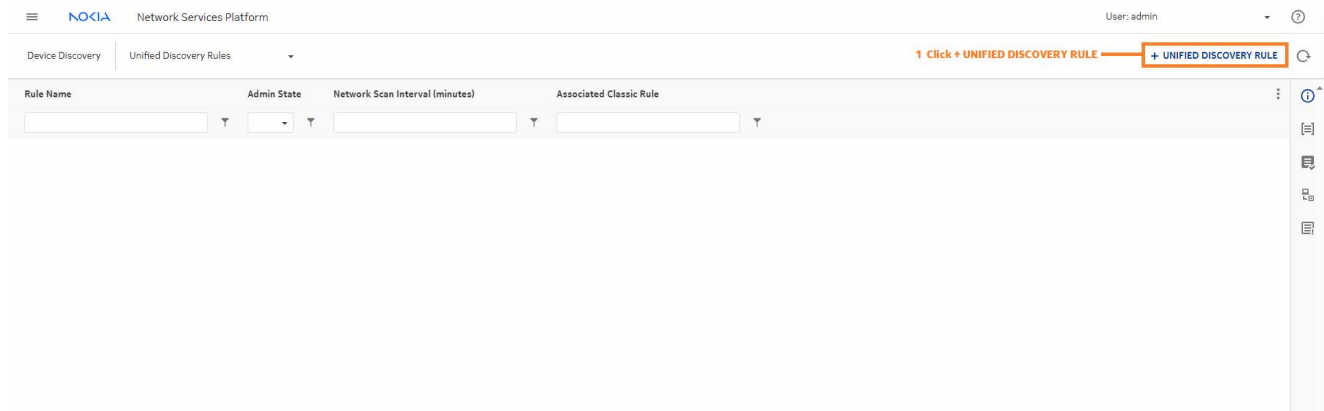 NOKIA Network Services Platform User: admin
Device Discovery Unified Discovery Rules 1 Click + UNIFIED DISCOVERY RULE + UNIFIED DISCOVERY RULE
Rule Name Admin State Network Scan Interval (minutes) Associated Classic Rule